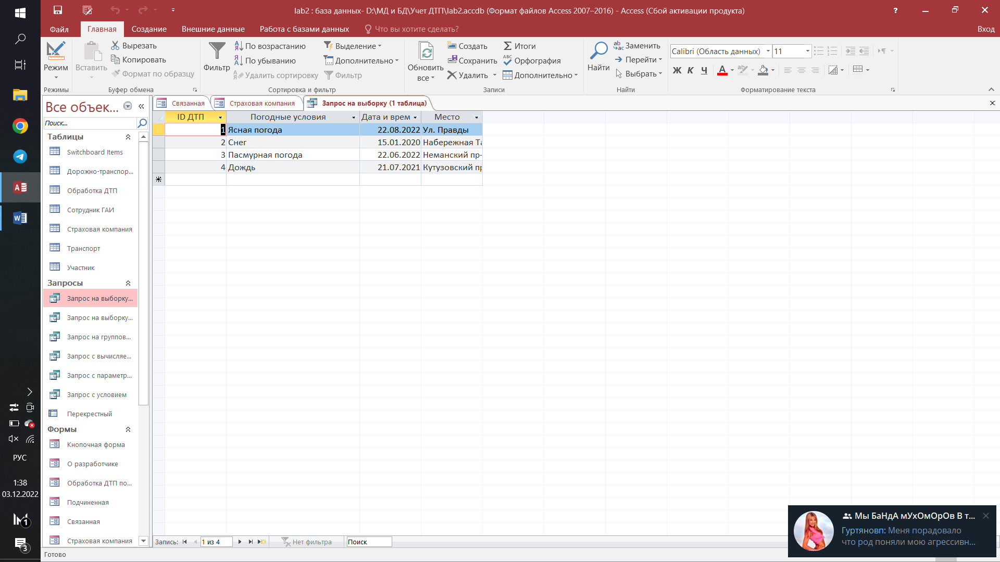 lab2 : база данных- D:\МД и БД\Учет ДТП\lab2.accdb (Формат файлов Access 2007–2016) - Access (Сбой активации продукта)
?
Файл Главная Создание Внешние данные Работа с базами данных Что вы хотите сделать? Вход
Режим
Режимы
Вставить
Вырезать
Копировать
Формат по образцу
Буфер обмена
Фильтр
По возрастанию
По убыванию
Удалить сортировку
Выделение
Дополнительно
Фильтр
Сортировка и фильтр
Обновить
все
Создать
Сохранить
Удалить
Итоги
Орфография
Дополнительно
Записи
Найти
Заменить
Перейти
Выбрать
Найти
Calibri (Область данных) 11
Ж К Ч А
Форматирование текста
Все объек...
Поиск...
Таблицы
Switchboard Items
Дорожно-транспор...
Обработка ДТП
Сотрудник ГАИ
Страховая компания
Транспорт
Участник
Запросы
Запрос на выборку...
Запрос на выборку...
Запрос на группов...
Запрос с вычисляе...
Запрос с параметр...
Запрос с условием
Перекрестный
Формы
Кнопочная форма
О разработчике
Обработка ДТП по...
Подчиненная
Связанная
Страховая компания
Связанная Страховая компания Запрос на выборку (1 таблица)
ID ДТП Погодные условия Дата и врем Место
1 Ясная погода 22.08.2022 Ул. Правды
2 Снег 15.01.2020 Набережная Та
3 Пасмурная погода 22.06.2022 Неманский пр-
4 Дождь 21.07.2021 Кутузовский пр
Запись: 1 из 4 Нет фильтра Поиск
Готово
РУС
1:38
03.12.2022
1
3
Мы БаНдА мУхОмОрОв В т...
Гуртяновп: Меня порадовало
что род поняли мою агрессивн...